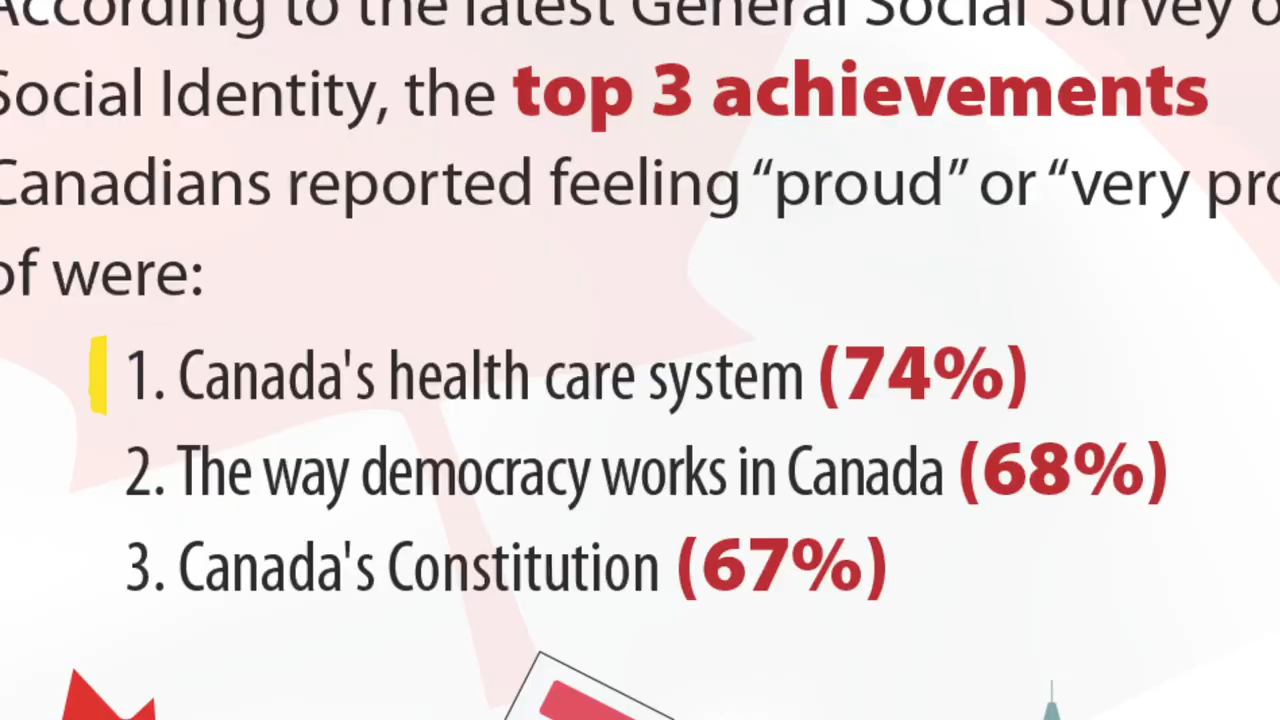 According to the latest General Social Survey o
Social Identity, the top 3 achievements
Canadians reported feeling “proud” or “very pro
of were:
1. Canada's health care system (74%)
2. The way democracy works in Canada (68%)
3. Canada's Constitution (67%)